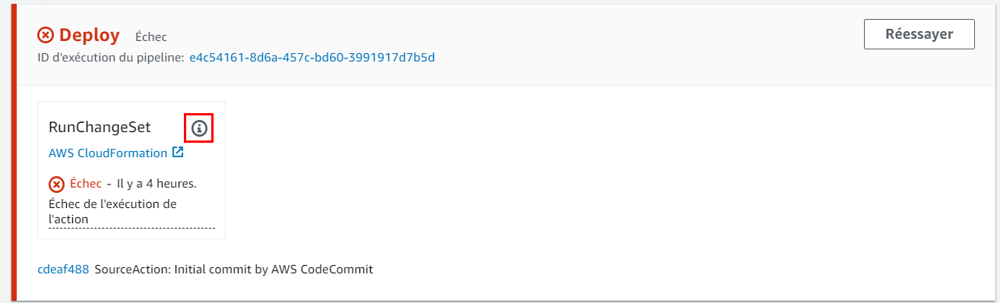 Deploy Échec
Réessayer
ID d'exécution du pipeline: e4c54161-8d6a-457c-bd60-3991917d7b5d
RunChangeSet
AWS CloudFormation
Échec - Il y a 4 heures.
Échec de l'exécution de
l'action
cdeaf488 SourceAction: Initial commit by AWS CodeCommit